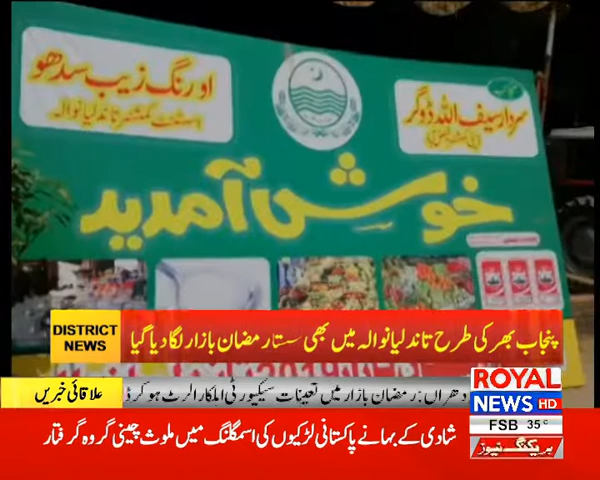 اورنگ زیب سدھو
اسسٹنٹ کمشنر تاندلیانوالہ
سردار سیف اللہ ڈوگر
خوش آمدید
DISTRICT NEWS
پنجاب بھر کی طرح تاندلیانوالہ میں بھی سستا رمضان بازار لگا دیا گیا
علاقائی خبریں
دھراں: رمضان بازار میں تعینات سیکیورٹی اہلکار الرٹ ہو کر ڈ
ROYAL
NEWS HD
FSB 35°C
بریکنگ نیوز
شادی کے بہانے پاکستانی لڑکیوں کی اسمگلنگ میں ملوث چینی گروہ گرفتار